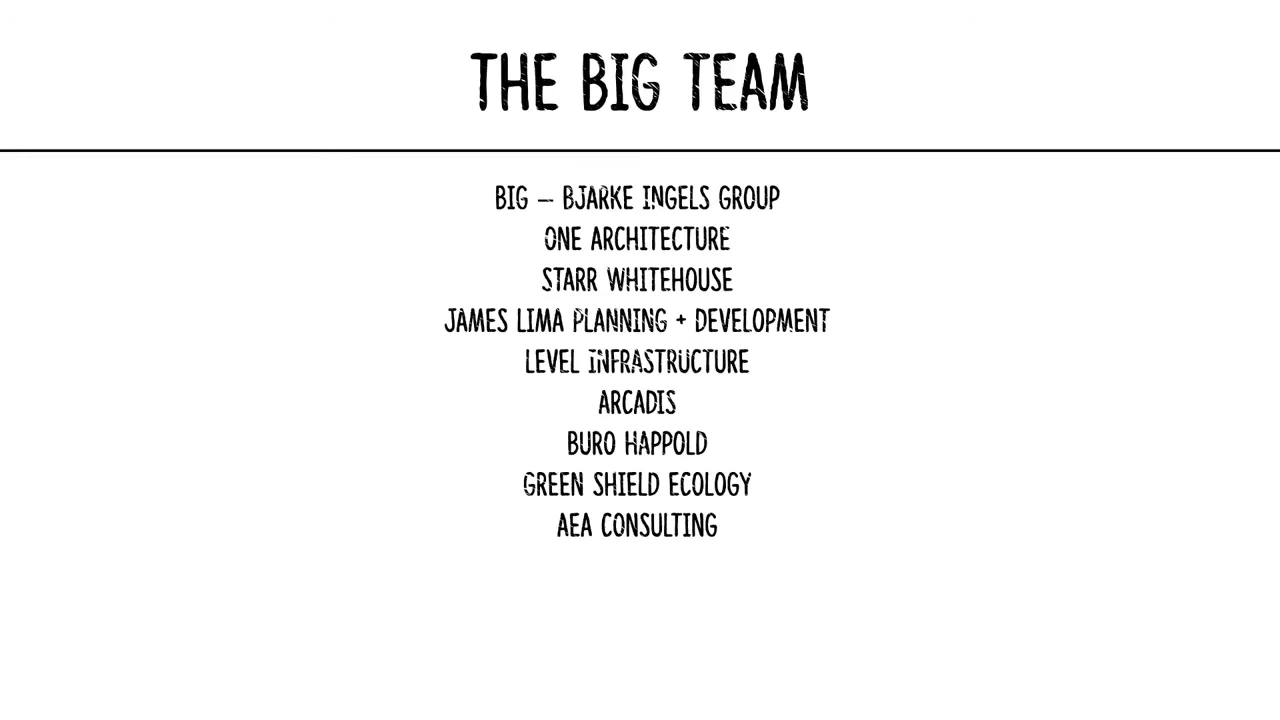 THE BIG TEAM
BIG – BJARKE INGELS GROUP
ONE ARCHITECTURE
STARR WHITEHOUSE
JAMES LIMA PLANNING + DEVELOPMENT
LEVEL INFRASTRUCTURE
ARCADIS
BURO HAPPOLD
GREEN SHIELD ECOLOGY
AEA CONSULTING